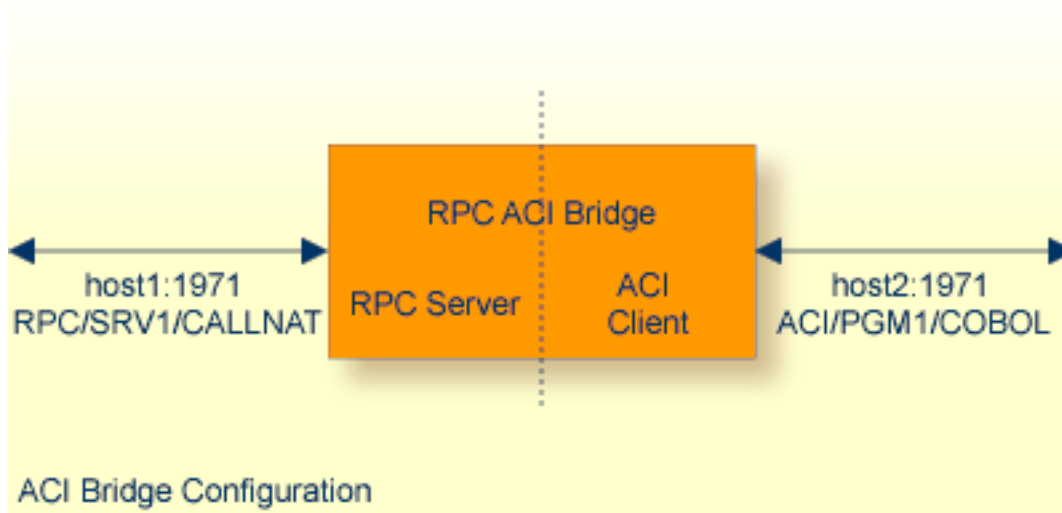 RPC ACI Bridge
host1:1971
RPC/SRV1/CALLNAT
RPC Server
ACI
Client
host2:1971
ACI/PGM1/COBOL
ACI Bridge Configuration